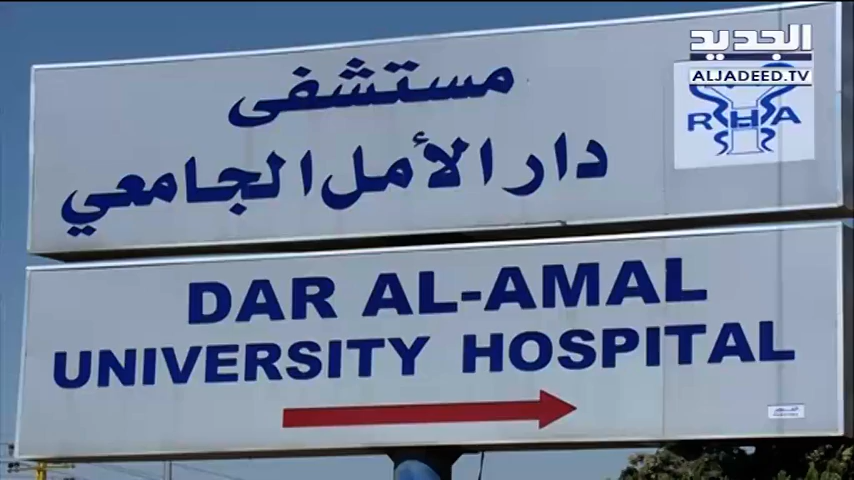 الجديد
ALJADEED.TV
RHA
مستشفى
دار الأمل الجامعي
DAR AL-AMAL
UNIVERSITY HOSPITAL